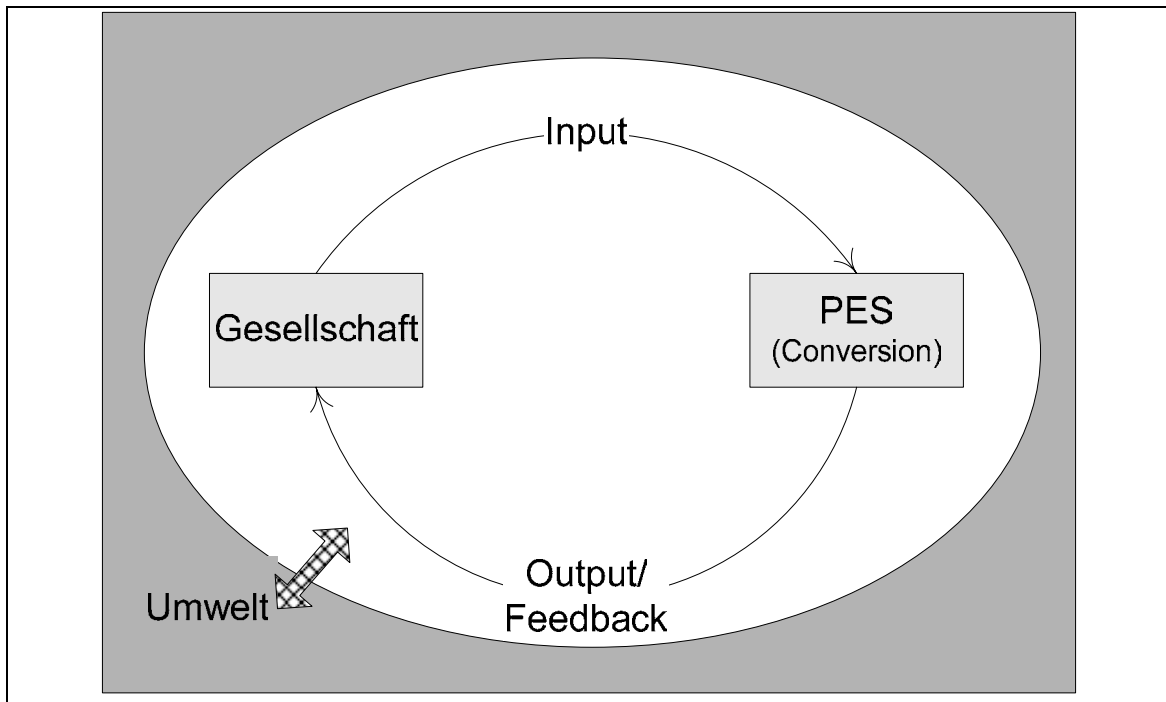 Input
Gesellschaft
PES
(Conversion)
Output/
Feedback
Umwelt